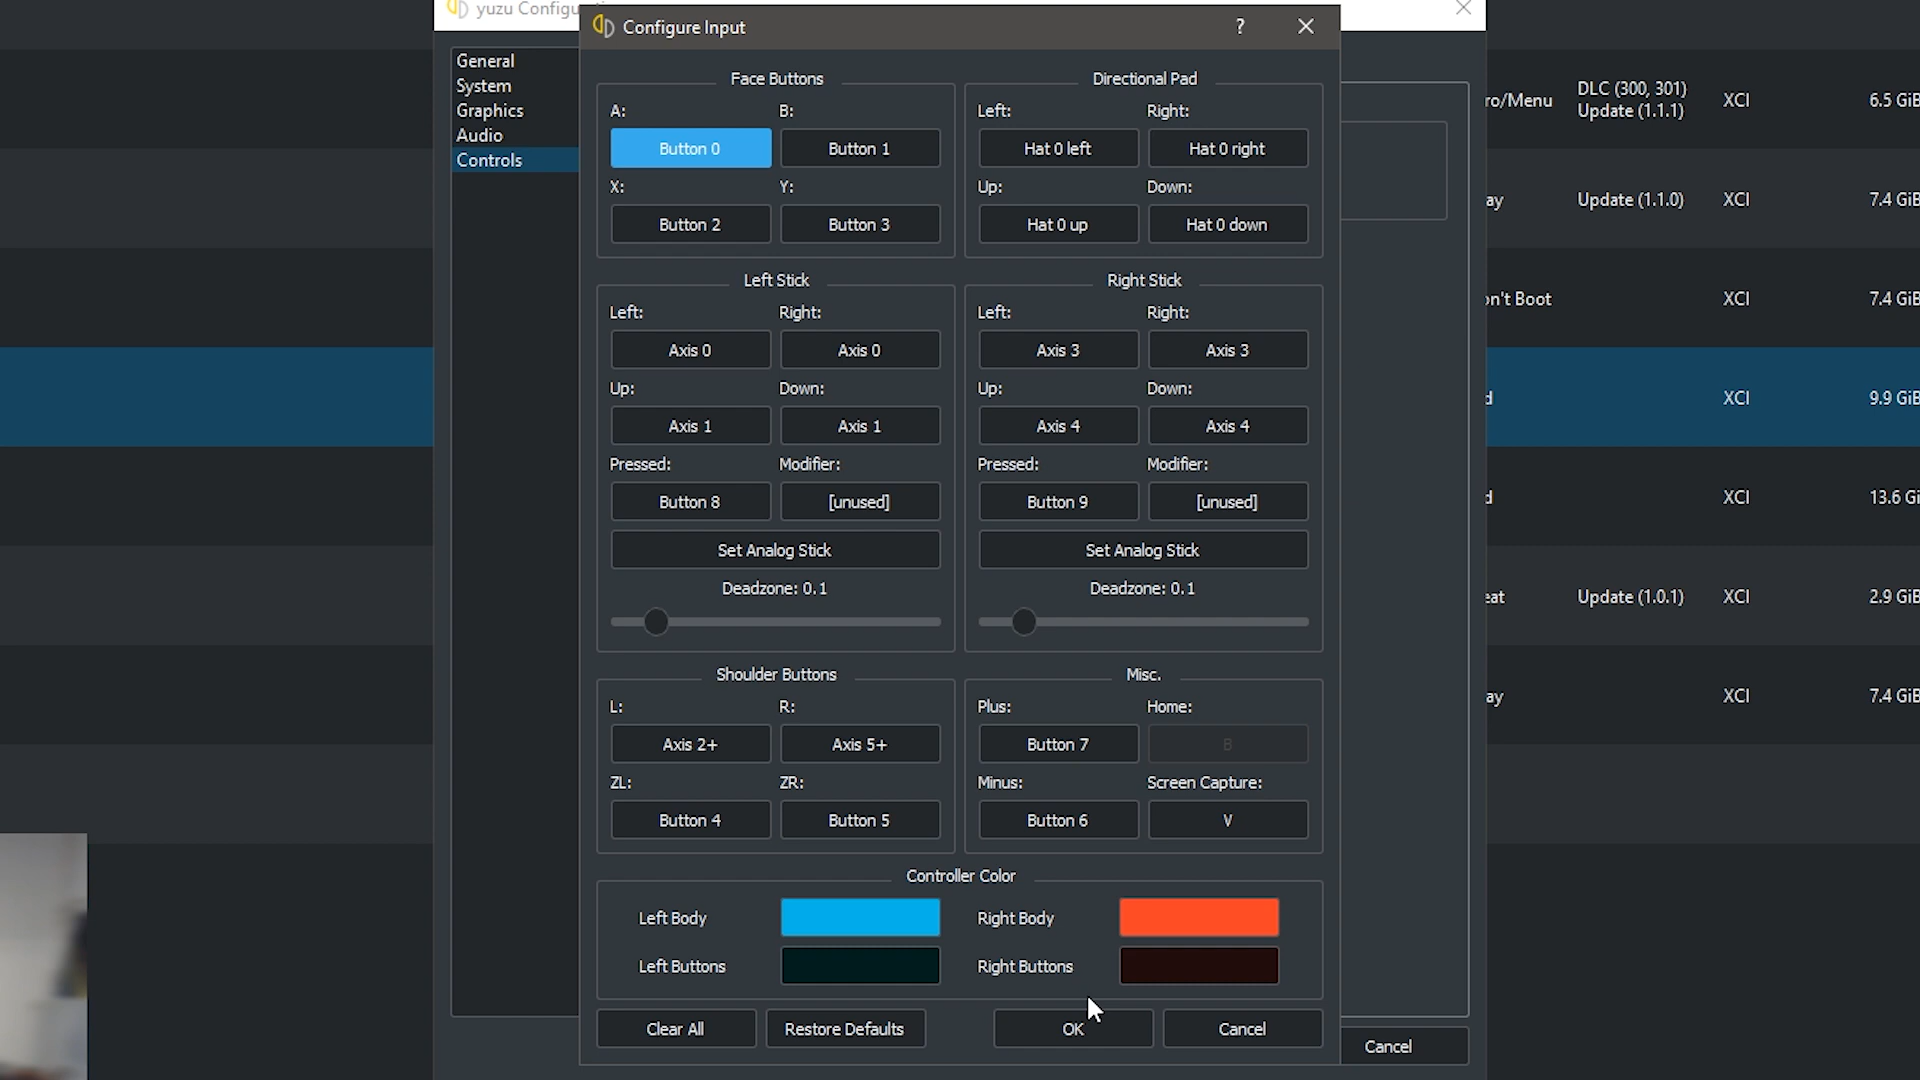 yuzu Configu
Configure Input
?
General
System
Graphics
Audio
Controls
Face Buttons
A:
B:
Button 0
Button 1
X:
Y:
Button 2
Button 3
Directional Pad
Left:
Right:
Hat 0 left
Hat 0 right
Up:
Down:
Hat 0 up
Hat 0 down
Left Stick
Left:
Right:
Axis 0
Axis 0
Up:
Down:
Axis 1
Axis 1
Pressed:
Modifier:
Button 8
[unused]
Set Analog Stick
Deadzone: 0.1
Right Stick
Left:
Right:
Axis 3
Axis 3
Up:
Down:
Axis 4
Axis 4
Pressed:
Modifier:
Button 9
[unused]
Set Analog Stick
Deadzone: 0.1
Shoulder Buttons
L:
R:
Axis 2+
Axis 5+
ZL:
ZR:
Button 4
Button 5
Misc.
Plus:
Home:
Button 7
B
Minus:
Screen Capture:
Button 6
V
Controller Color
Left Body
Right Body
Left Buttons
Right Buttons
Clear All
Restore Defaults
OK
Cancel
Cancel
ro/Menu
DLC (300, 301)
Update (1.1.1)
XCI
6.5 GiB
ay
Update (1.1.0)
XCI
7.4 GiB
on't Boot
XCI
7.4 GiB
d
XCI
9.9 GiB
d
XCI
13.6 Gi
eat
Update (1.0.1)
XCI
2.9 GiB
ay
XCI
7.4 GiB